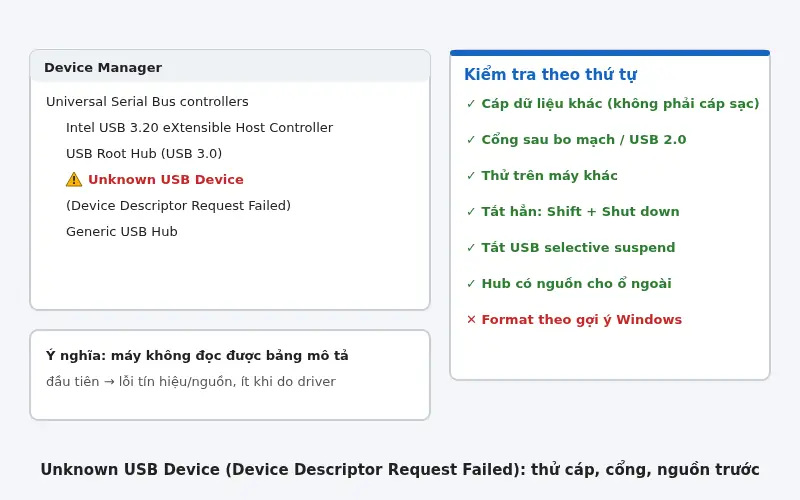 Device Manager
Universal Serial Bus controllers
Intel USB 3.20 eXtensible Host Controller
USB Root Hub (USB 3.0)
Unknown USB Device
(Device Descriptor Request Failed)
Generic USB Hub
Ý nghĩa: máy không đọc được bảng mô tả
đầu tiên → lỗi tín hiệu/nguồn, ít khi do driver
Kiểm tra theo thứ tự
✓ Cáp dữ liệu khác (không phải cáp sạc)
✓ Cổng sau bo mạch / USB 2.0
✓ Thử trên máy khác
✓ Tắt hẳn: Shift + Shut down
✓ Tắt USB selective suspend
✓ Hub có nguồn cho ổ ngoài
✕ Format theo gợi ý Windows
Unknown USB Device (Device Descriptor Request Failed): thử cáp, cổng, nguồn trước